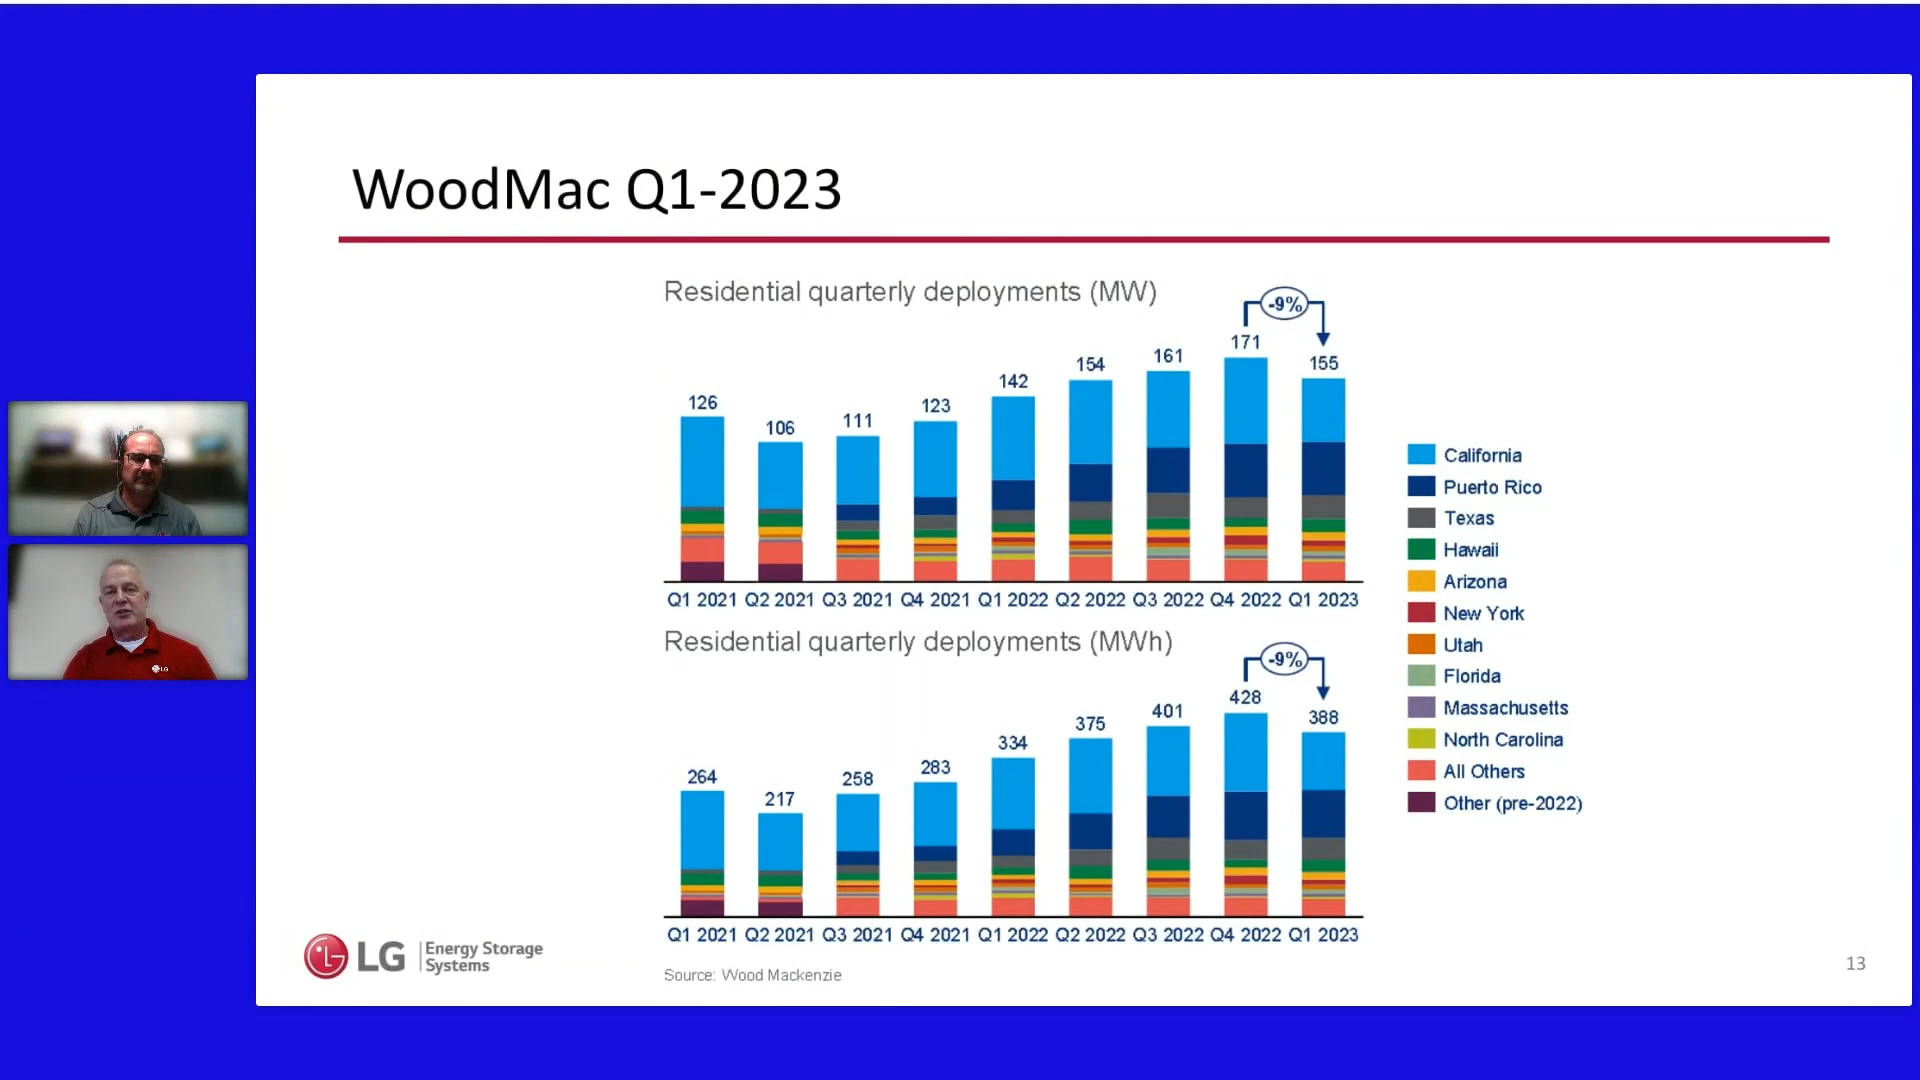 WoodMac Q1-2023
Residential quarterly deployments (MW)
-9%
126 106 111 123 142 154 161 171 155
Q1 2021 Q2 2021 Q3 2021 Q4 2021 Q1 2022 Q2 2022 Q3 2022 Q4 2022 Q1 2023
Residential quarterly deployments (MWh)
-9%
264 217 258 283 334 375 401 428 388
Q1 2021 Q2 2021 Q3 2021 Q4 2021 Q1 2022 Q2 2022 Q3 2022 Q4 2022 Q1 2023
California
Puerto Rico
Texas
Hawaii
Arizona
New York
Utah
Florida
Massachusetts
North Carolina
All Others
Other (pre-2022)
Source: Wood Mackenzie
LG Energy Storage
Systems
13
LG